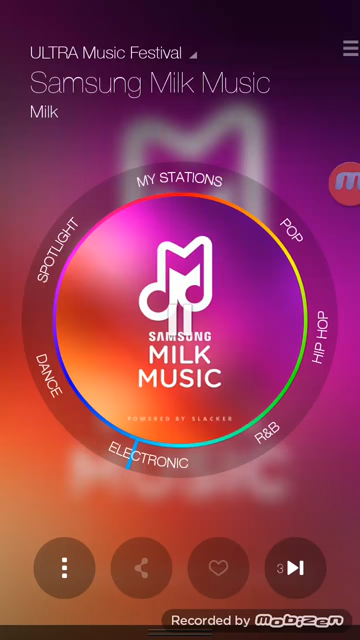 ULTRA Music Festival
Samsung Milk Music
Milk
MY STATIONS
SPOTLIGHT
POP
HIP HOP
DANCE
R&B
ELECTRONIC
SAMSUNG
MILK
MUSIC
POWERED BY SLACKER
3
Recorded by Mobizen